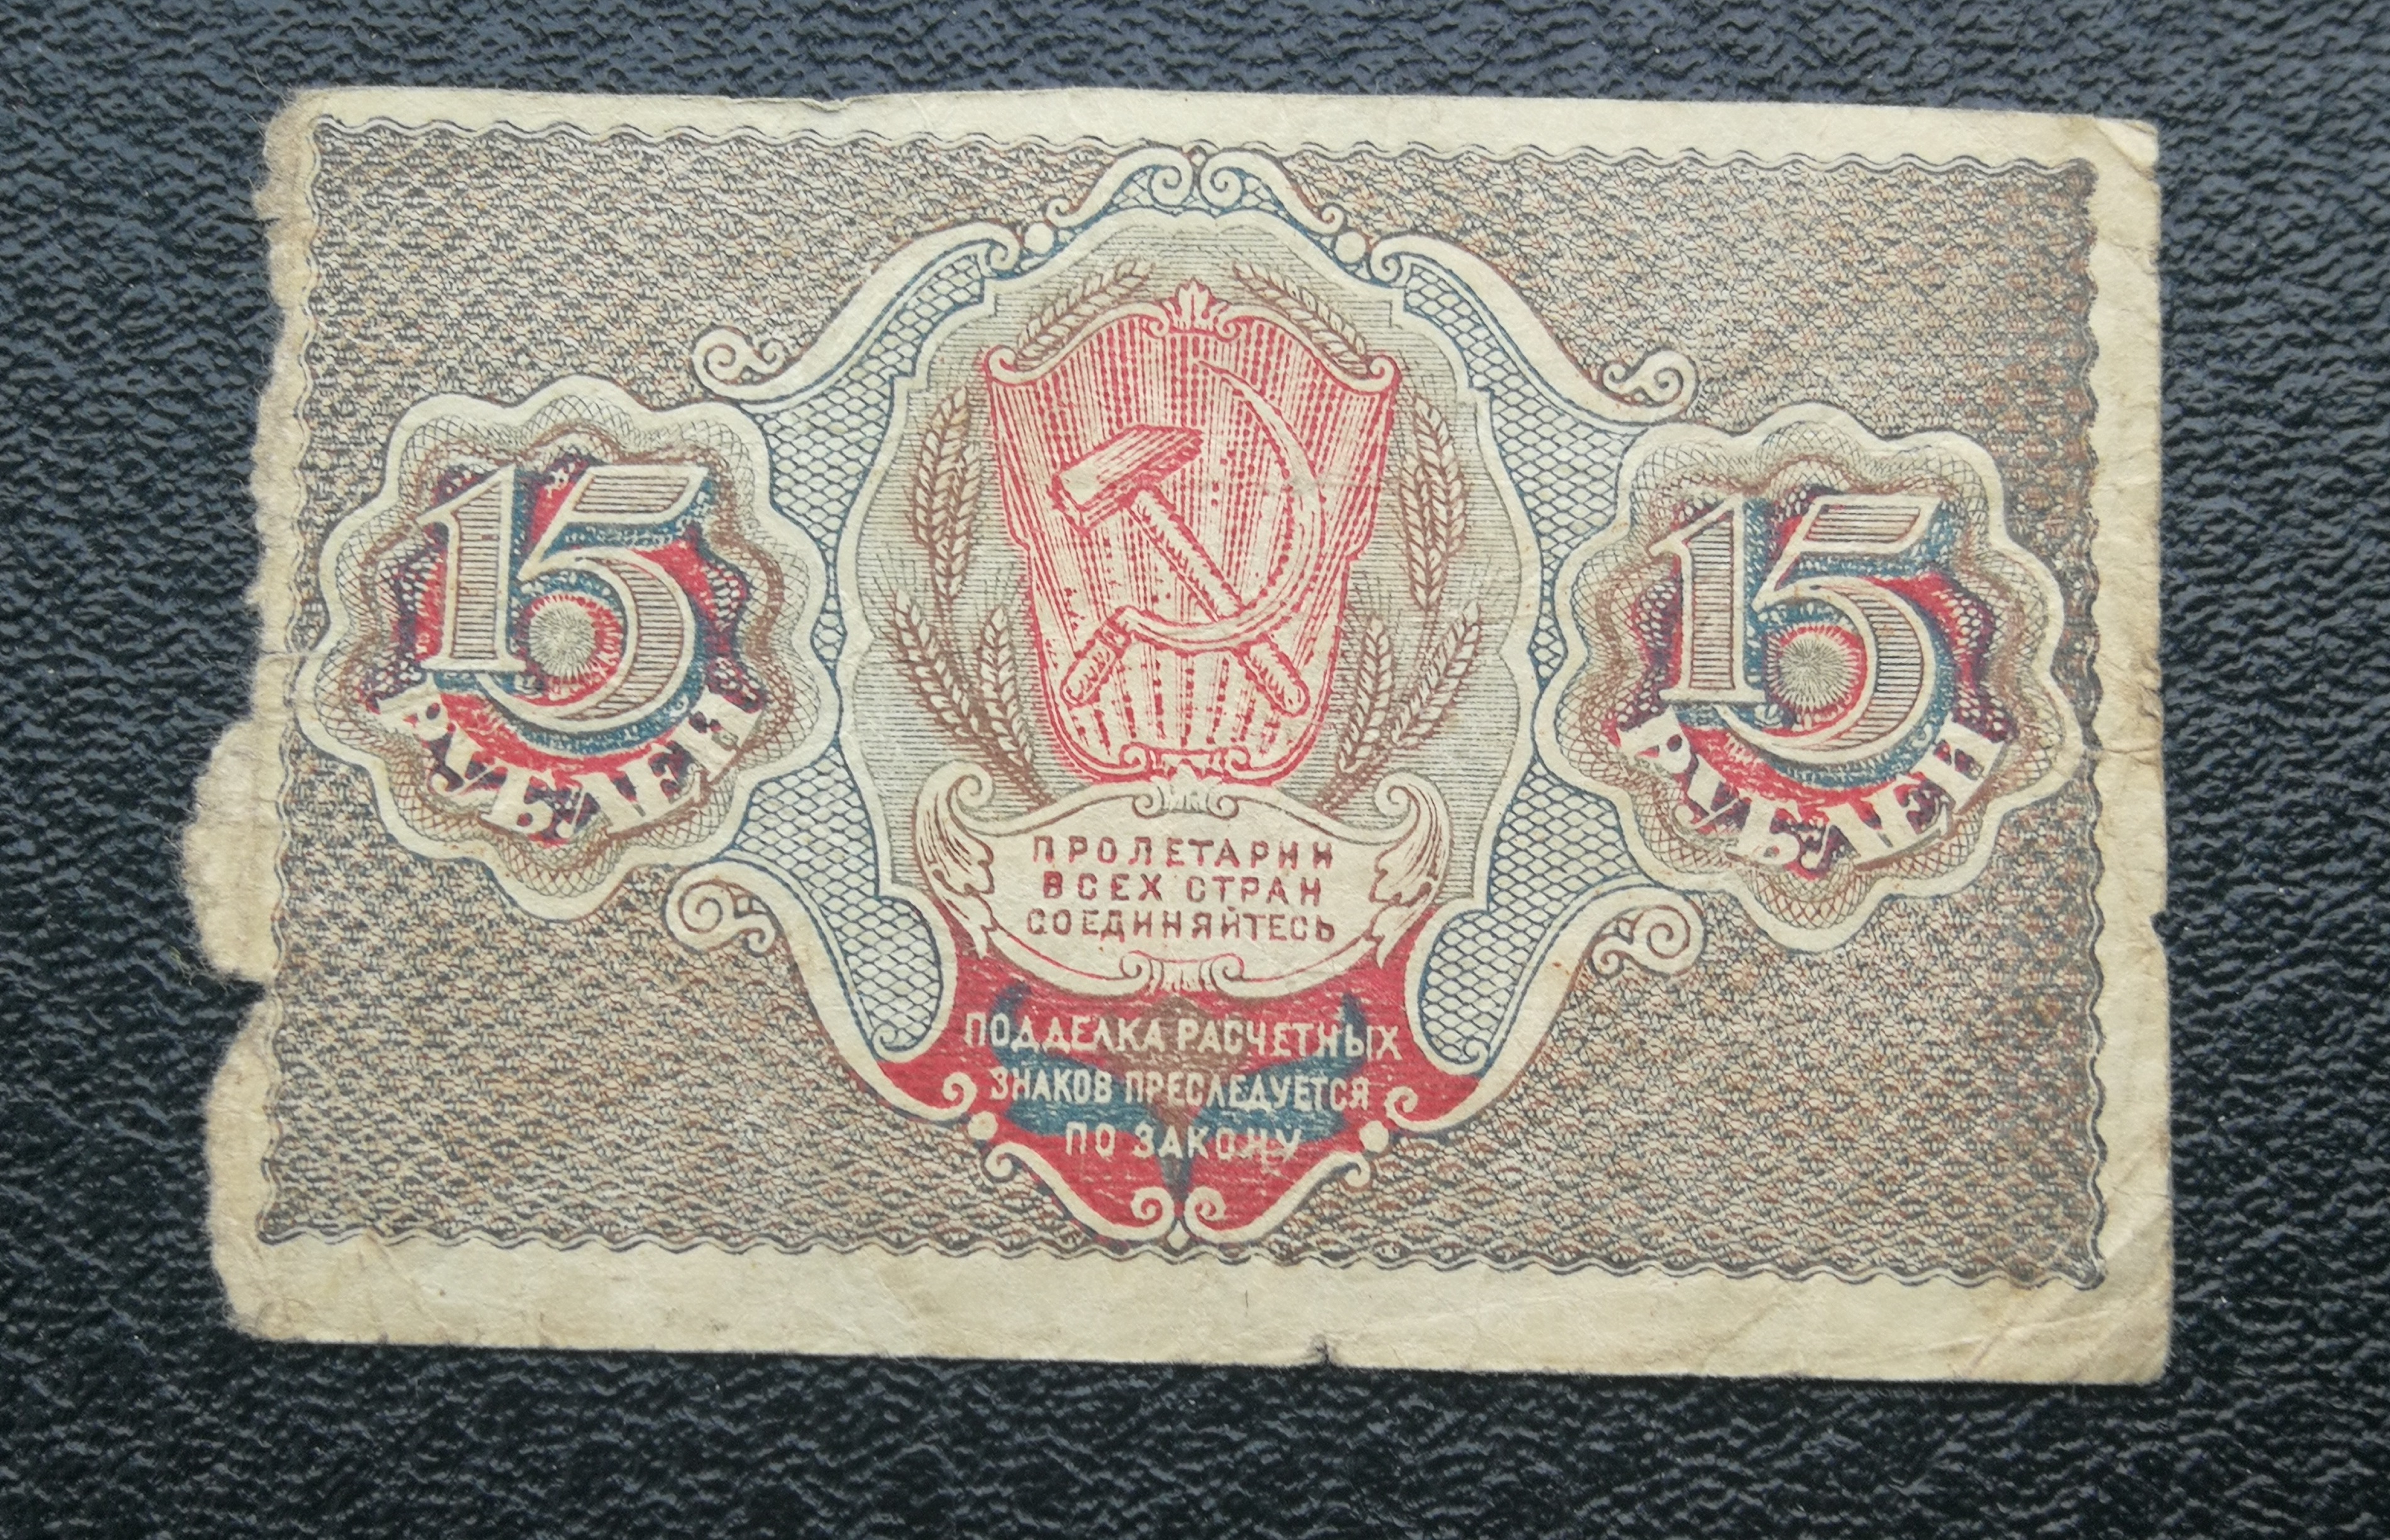 15
РУБЛЕЙ
15
РУБЛЕЙ
ПРОЛЕТАРИИ
ВСЕХ СТРАН
СОЕДИНЯЙТЕСЬ
ПОДДЕЛКА РАСЧЕТНЫХ
ЗНАКОВ ПРЕСЛЕДУЕТСЯ
ПО ЗАКОНУ